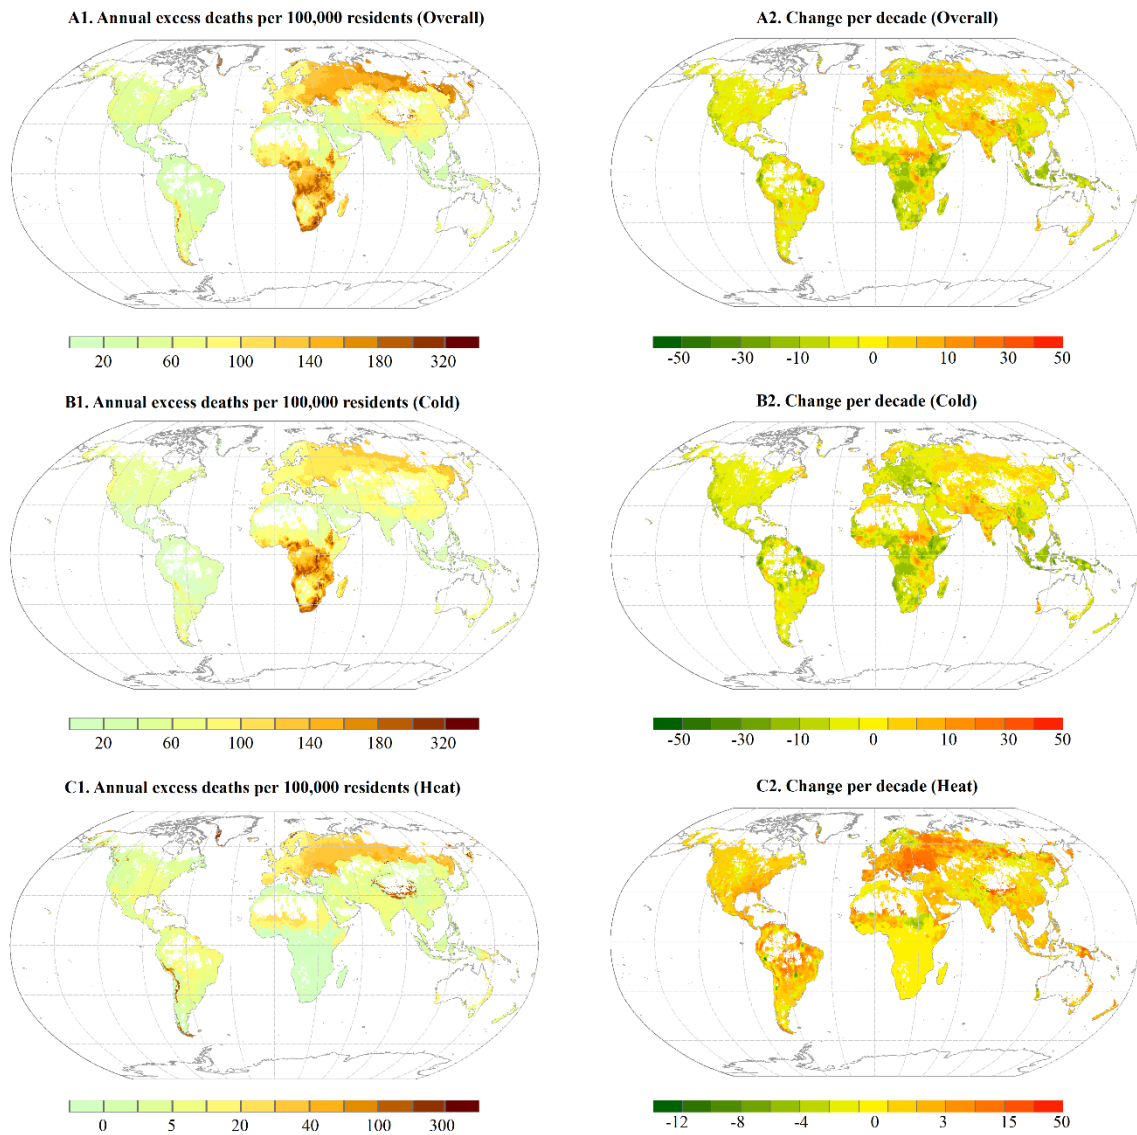 A1. Annual excess deaths per 100,000 residents (Overall)
A2. Change per decade (Overall)
20 60 100 140 180 320
-50 -30 -10 0 10 30 50
B1. Annual excess deaths per 100,000 residents (Cold)
B2. Change per decade (Cold)
20 60 100 140 180 320
-50 -30 -10 0 10 30 50
C1. Annual excess deaths per 100,000 residents (Heat)
C2. Change per decade (Heat)
0 5 20 40 100 300
-12 -8 -4 0 3 15 50